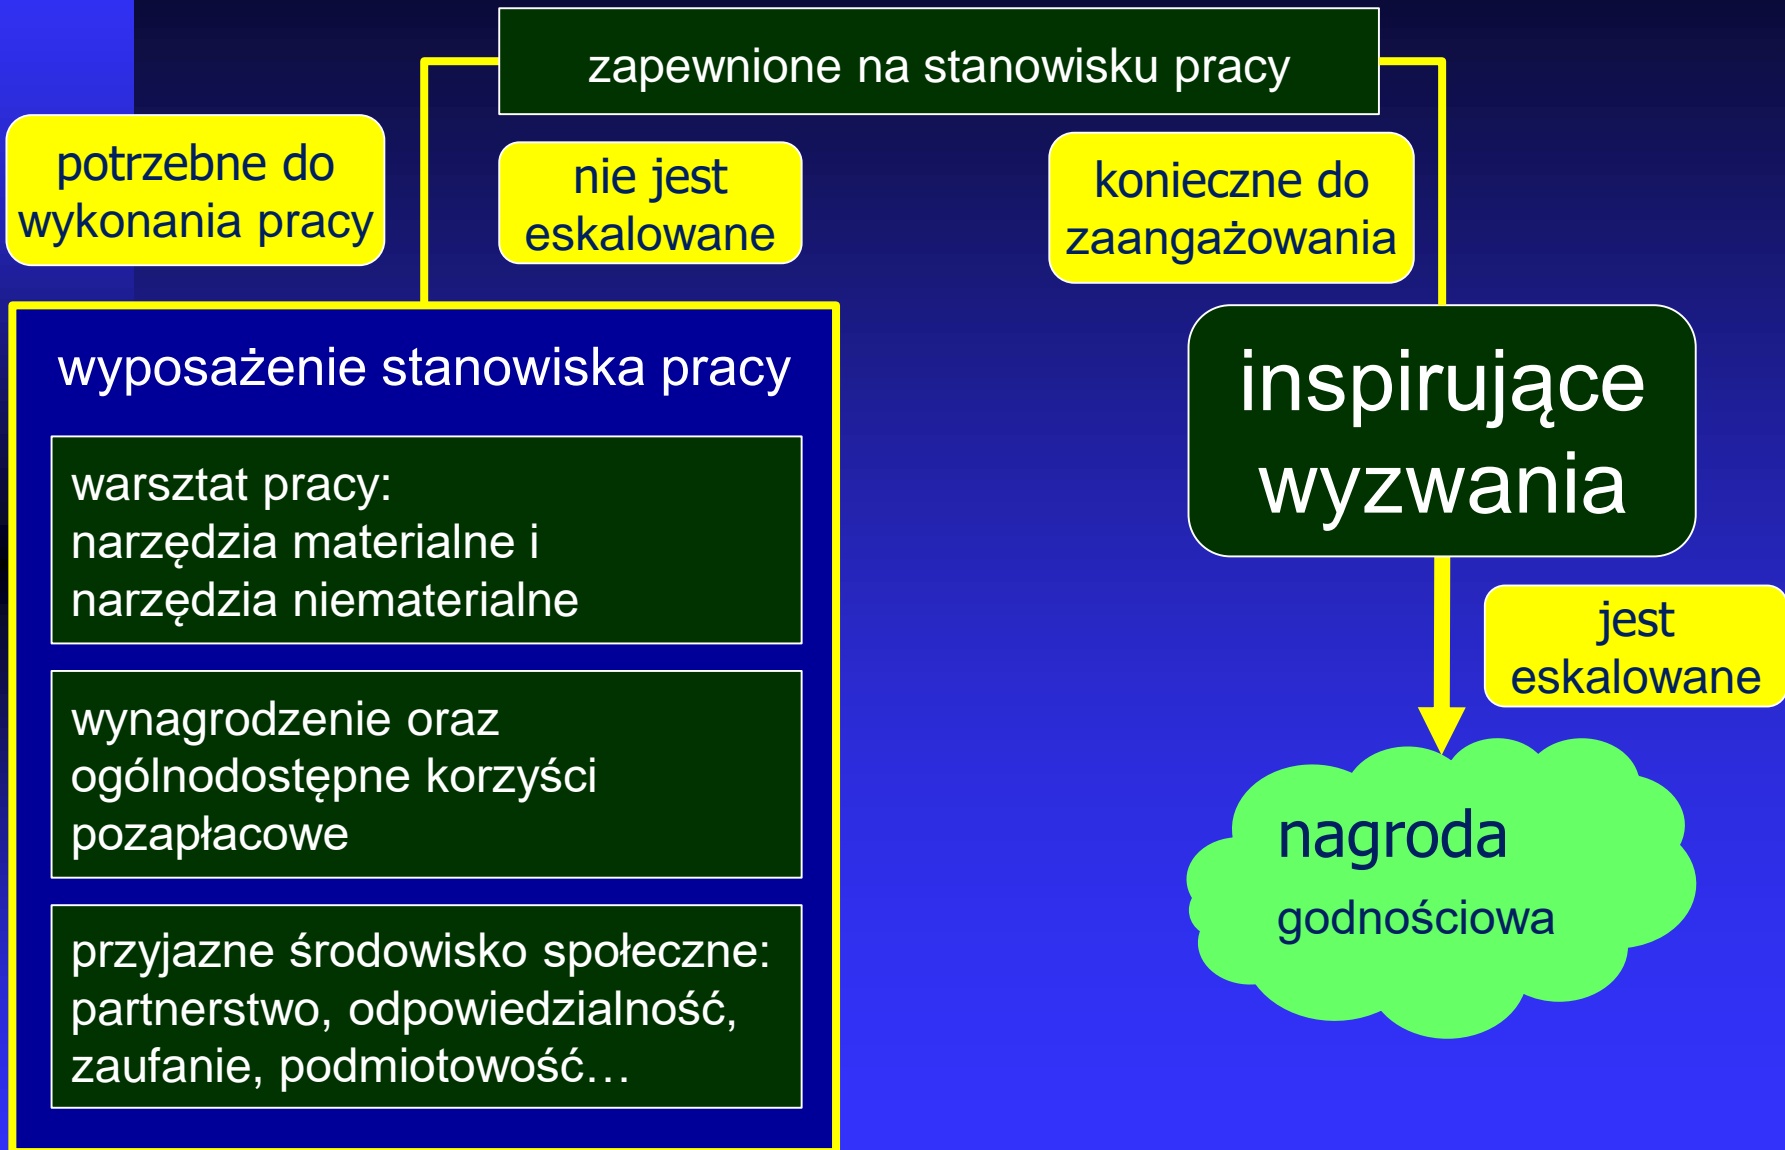 zapewnione na stanowisku pracy
potrzebne do
wykonania pracy
nie jest
eskalowane
konieczne do
zaangażowania
wyposażenie stanowiska pracy
warsztat pracy:
narzędzia materialne i
narzędzia niematerialne
wynagrodzenie oraz
ogólnodostępne korzyści
pozapłacowe
przyjazne środowisko społeczne:
partnerstwo, odpowiedzialność,
zaufanie, podmiotowość…
inspirujące
wyzwania
jest
eskalowane
nagroda
godnościowa